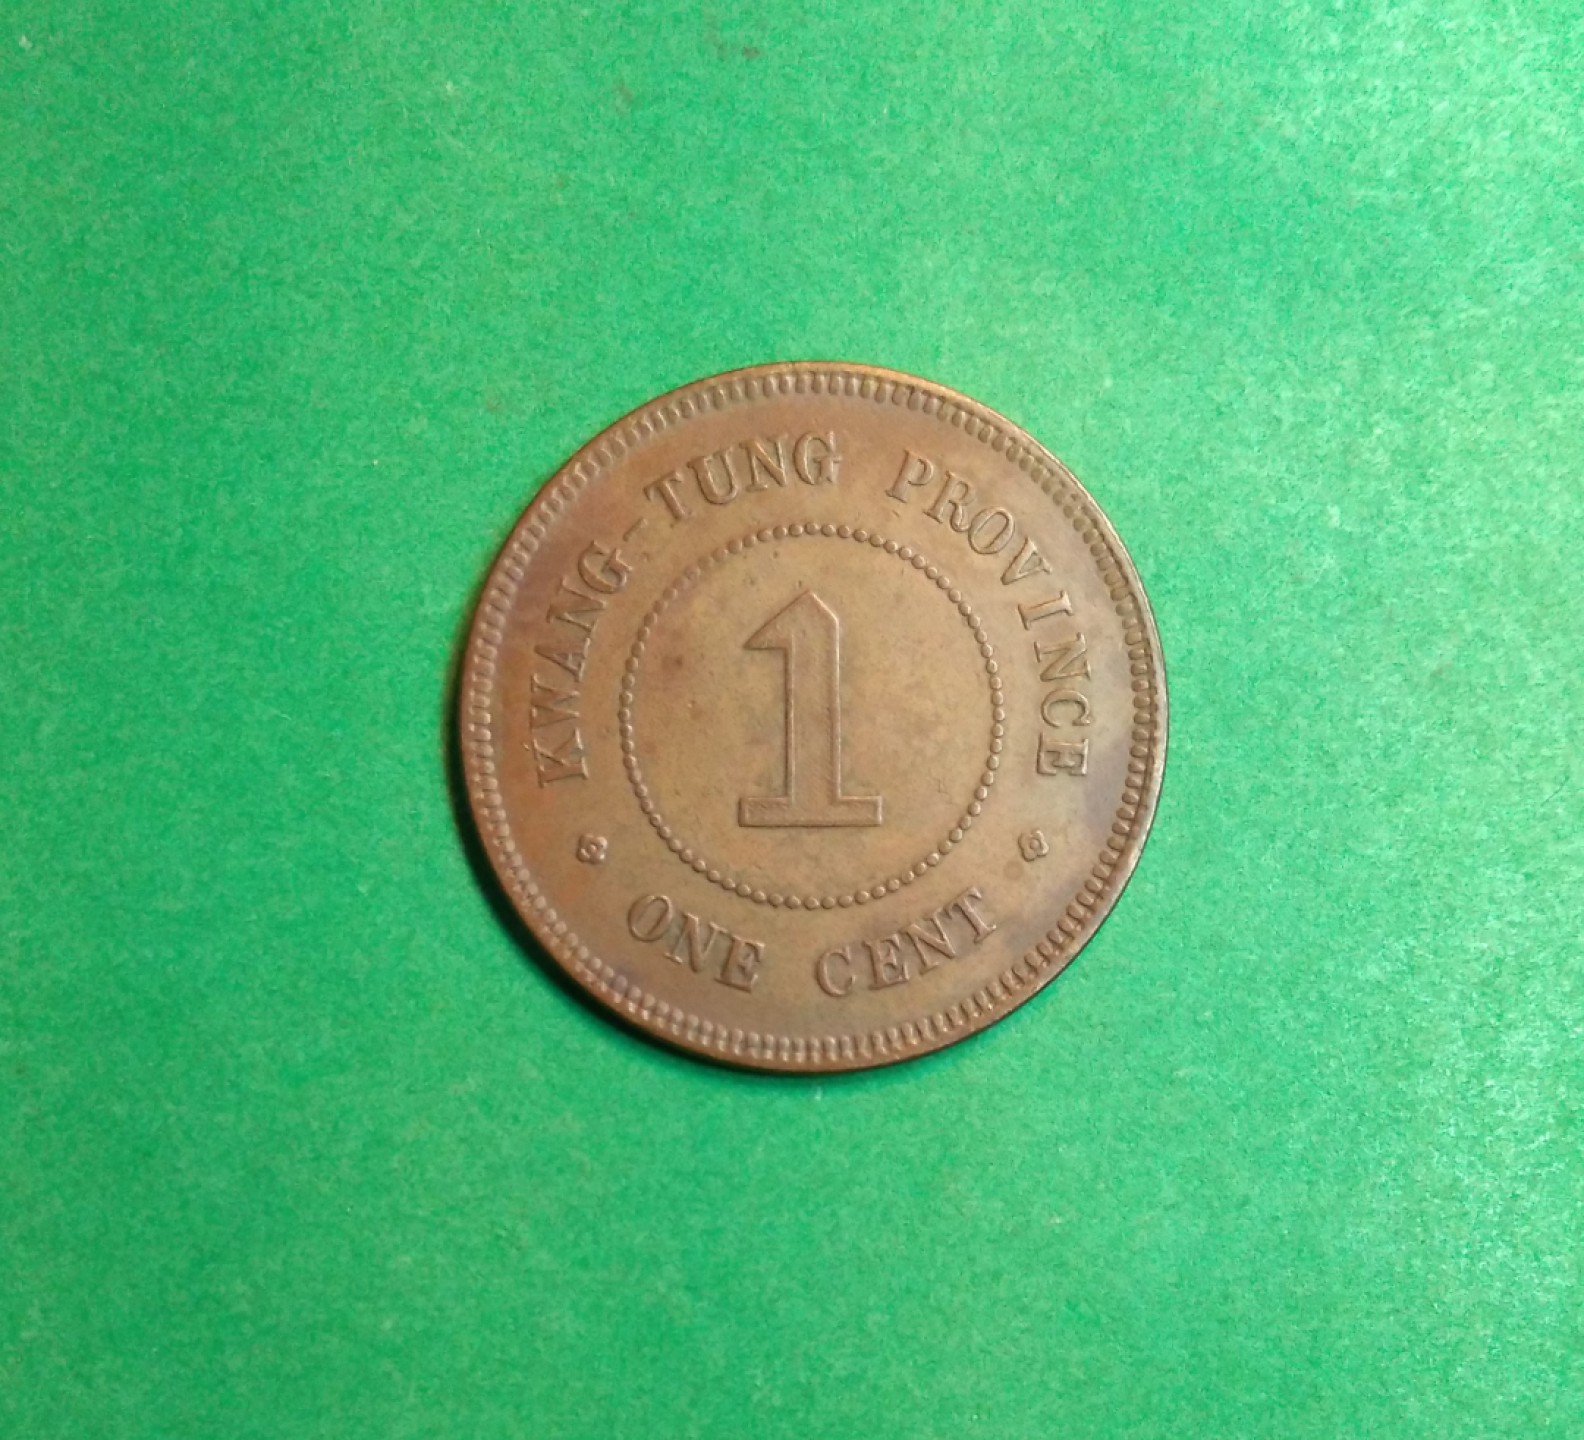 KWANG-TUNG PROVINCE
1
ONE CENT